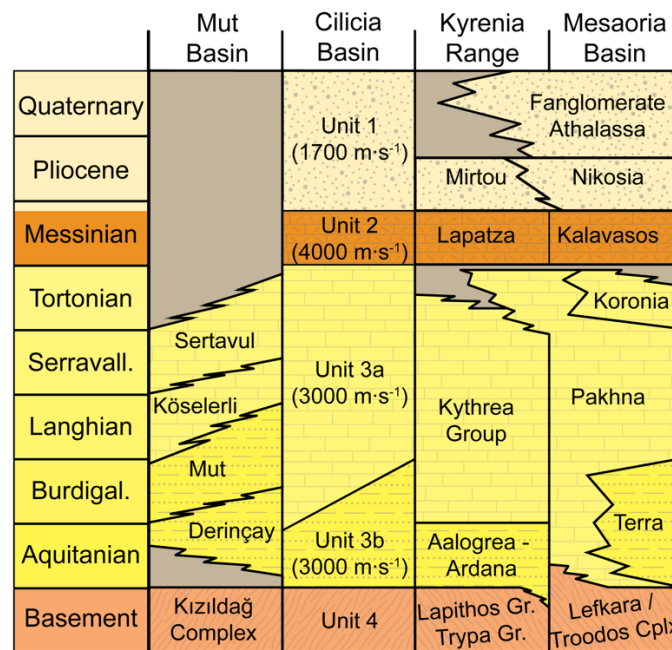 Mut
Basin
Cilicia
Basin
Kyrenia
Range
Mesaoria
Basin
Quaternary
Pliocene
Messinian
Tortonian
Serravall.
Langhian
Burdigal.
Aquitanian
Basement
Sertavul
Köselerli
Mut
Derinçay
Kızıldağ
Complex
Unit 1
(1700 m·s⁻¹)
Unit 2
(4000 m·s⁻¹)
Unit 3a
(3000 m·s⁻¹)
Unit 3b
(3000 m·s⁻¹)
Unit 4
Mirtou
Lapatza
Kythrea
Group
Aalogrea -
Ardana
Lapithos Gr.
Trypa Gr.
Fanglomerate
Athalassa
Nikosia
Kalavasos
Koronia
Pakhna
Terra
Lefkara /
Troodos Cplx